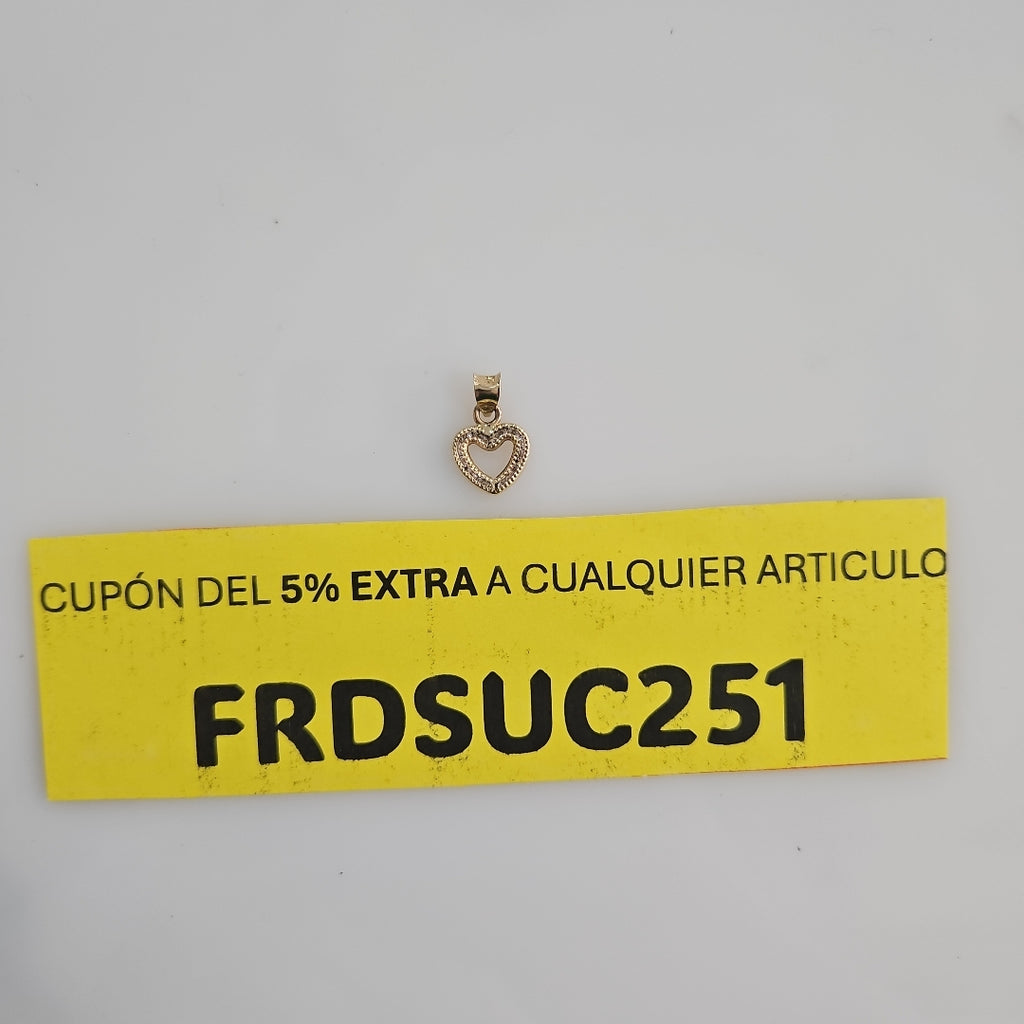 CUPÓN DEL 5% EXTRA A CUALQUIER ARTICULO
FRDSUC251